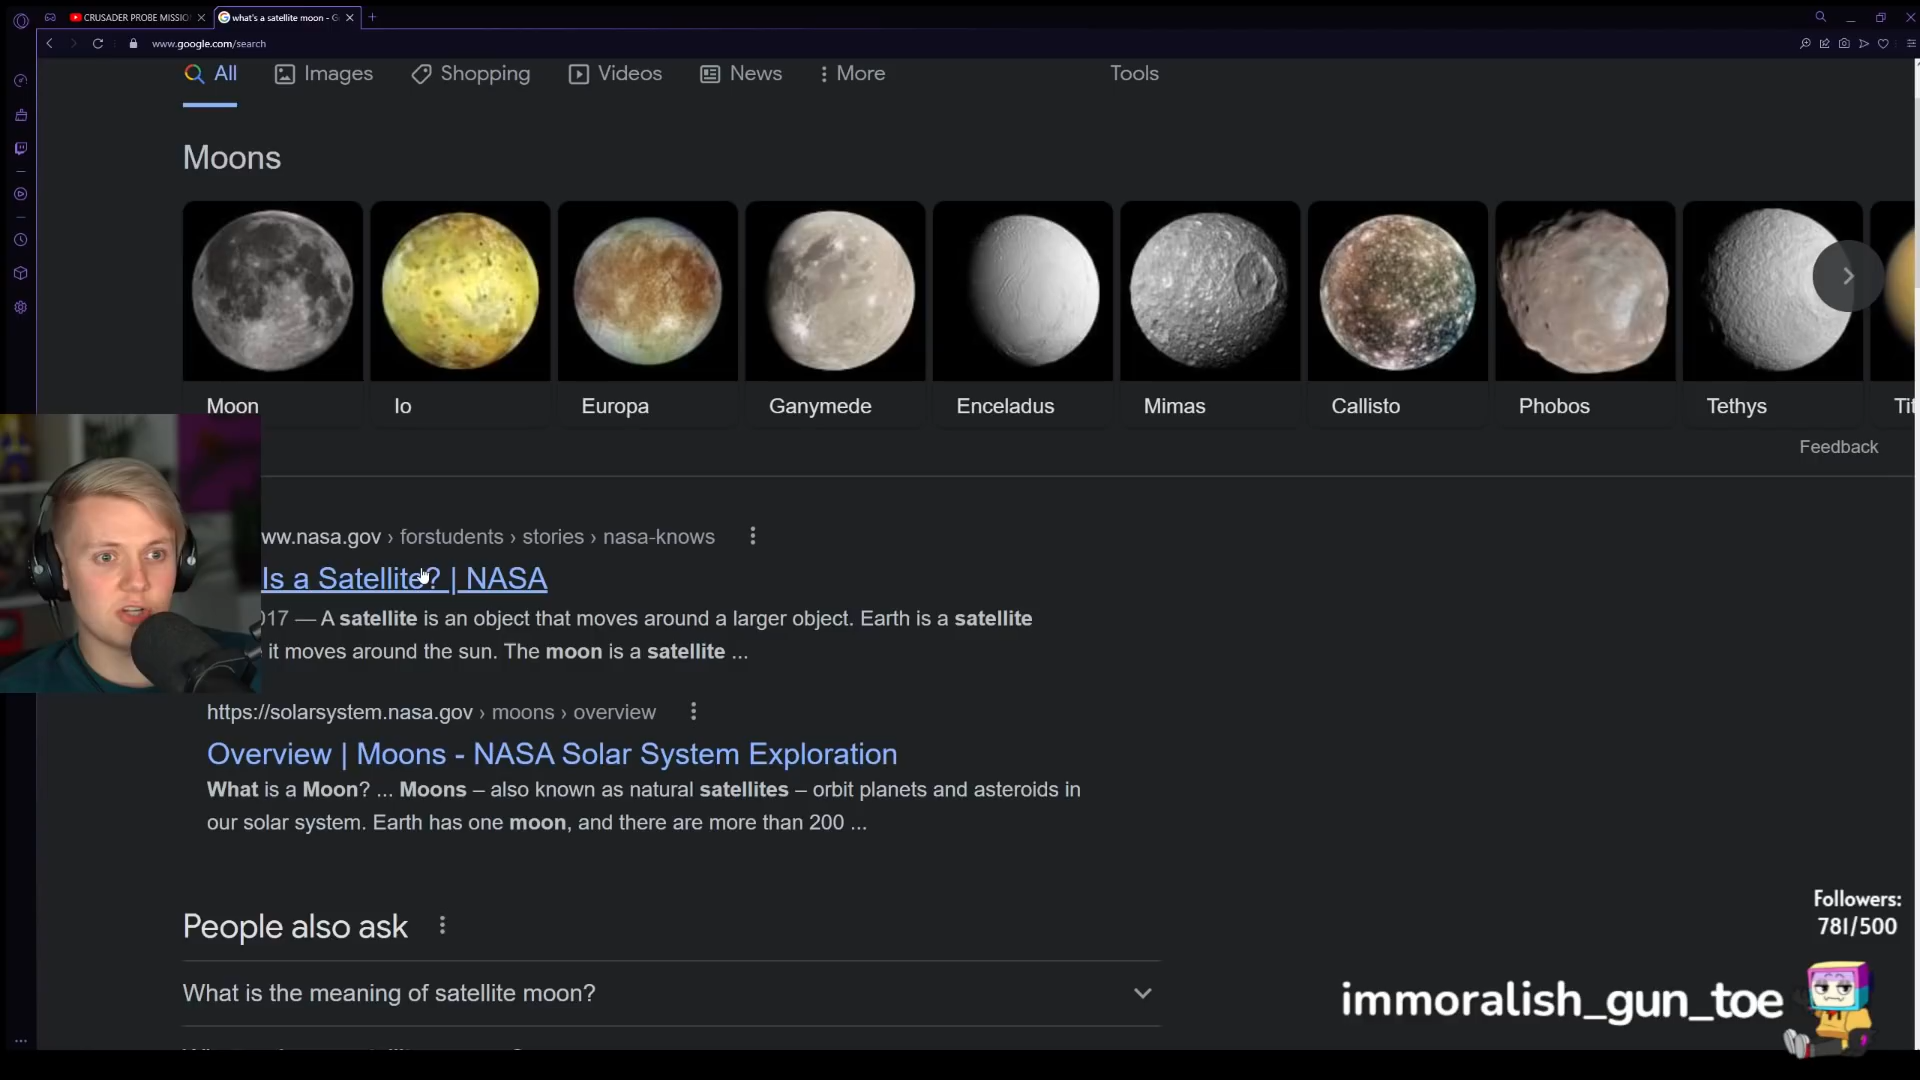 CRUSADER PROBE MISSIO
what's a satellite moon - G
www.google.com/search
All
Images
Shopping
Videos
News
More
Tools
Moons
Moon
Io
Europa
Ganymede
Enceladus
Mimas
Callisto
Phobos
Tethys
Feedback
ww.nasa.gov › forstudents › stories › nasa-knows
Is a Satellite? | NASA
017 — A satellite is an object that moves around a larger object. Earth is a satellite
it moves around the sun. The moon is a satellite ...
https://solarsystem.nasa.gov › moons › overview
Overview | Moons - NASA Solar System Exploration
What is a Moon? ... Moons – also known as natural satellites – orbit planets and asteroids in
our solar system. Earth has one moon, and there are more than 200 ...
People also ask
What is the meaning of satellite moon?
Followers:
781/500
immoralish_gun_toe